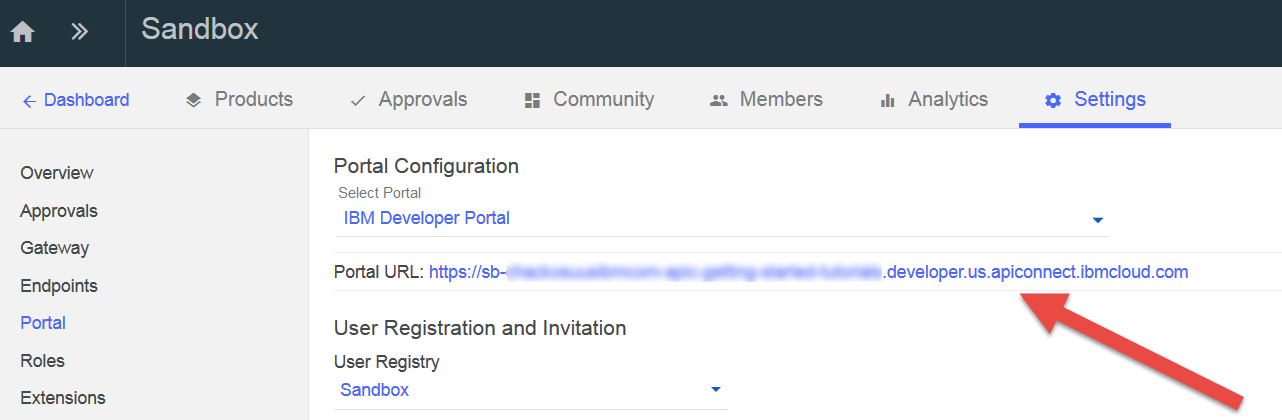 Sandbox
Dashboard Products Approvals Community Members Analytics Settings
Overview
Approvals
Gateway
Endpoints
Portal
Roles
Extensions
Portal Configuration
Select Portal
IBM Developer Portal
Portal URL: https://sb- .developer.us.apiconnect.ibmcloud.com
User Registration and Invitation
User Registry
Sandbox